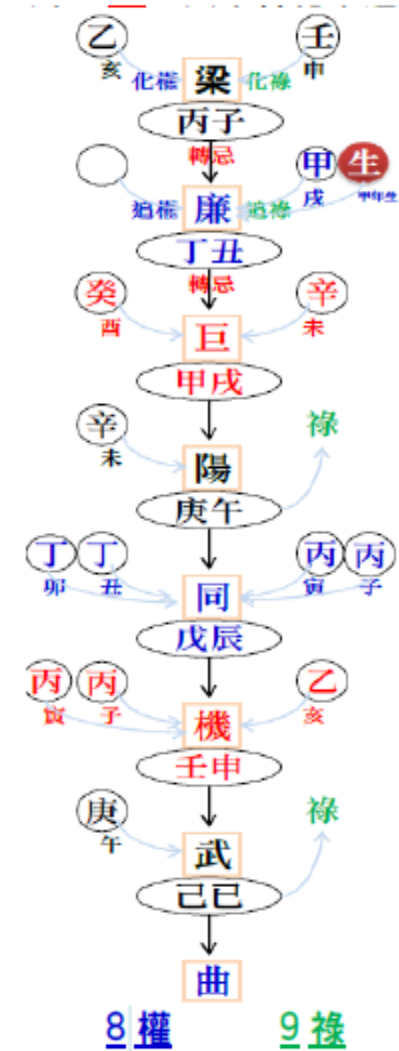 乙 壬
亥 化權 梁 化祿 申
丙子
轉忌
甲 生
追權 廉 追祿 戌 甲年生
丁丑
轉忌
癸 辛
酉 巨 未
甲戌
辛 祿
未 陽
庚午
丁 丁 丙 丙
卯 丑 同 寅 子
戊辰
丙 丙 乙
寅 子 機 亥
壬申
庚 祿
午 武
己巳
曲
8 權 9 祿